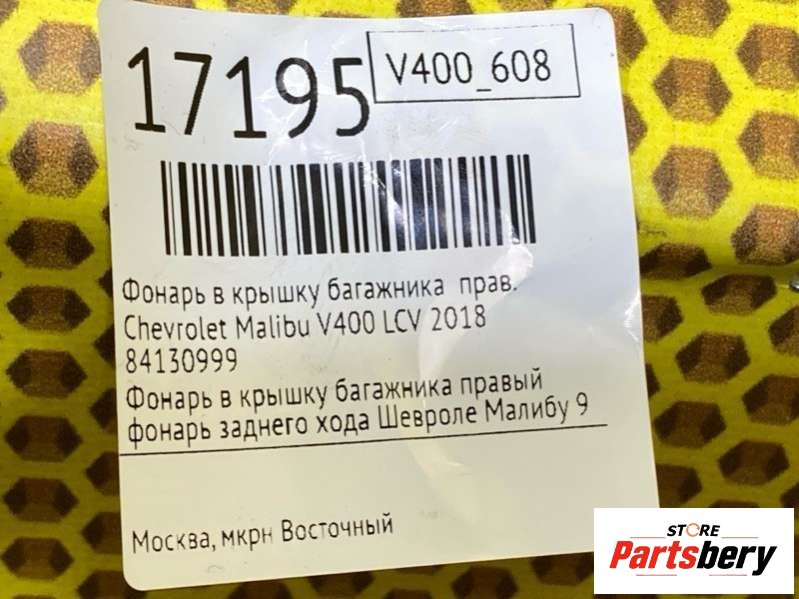 17195
V400_608
Фонарь в крышку багажника прав.
Chevrolet Malibu V400 LCV 2018
84130999
Фонарь в крышку багажника правый
фонарь заднего хода Шевроле Малибу 9
Москва, мкрн Восточный
STORE
Partsbery